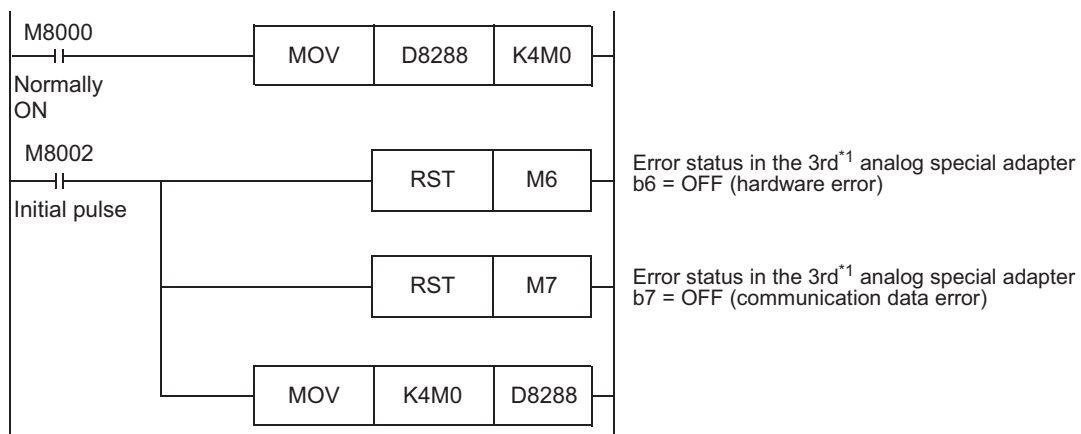 M8000
MOV D8288 K4M0
Normally
ON
M8002
RST M6
Error status in the 3rd*1 analog special adapter
b6 = OFF (hardware error)
Initial pulse
RST M7
Error status in the 3rd*1 analog special adapter
b7 = OFF (communication data error)
MOV K4M0 D8288